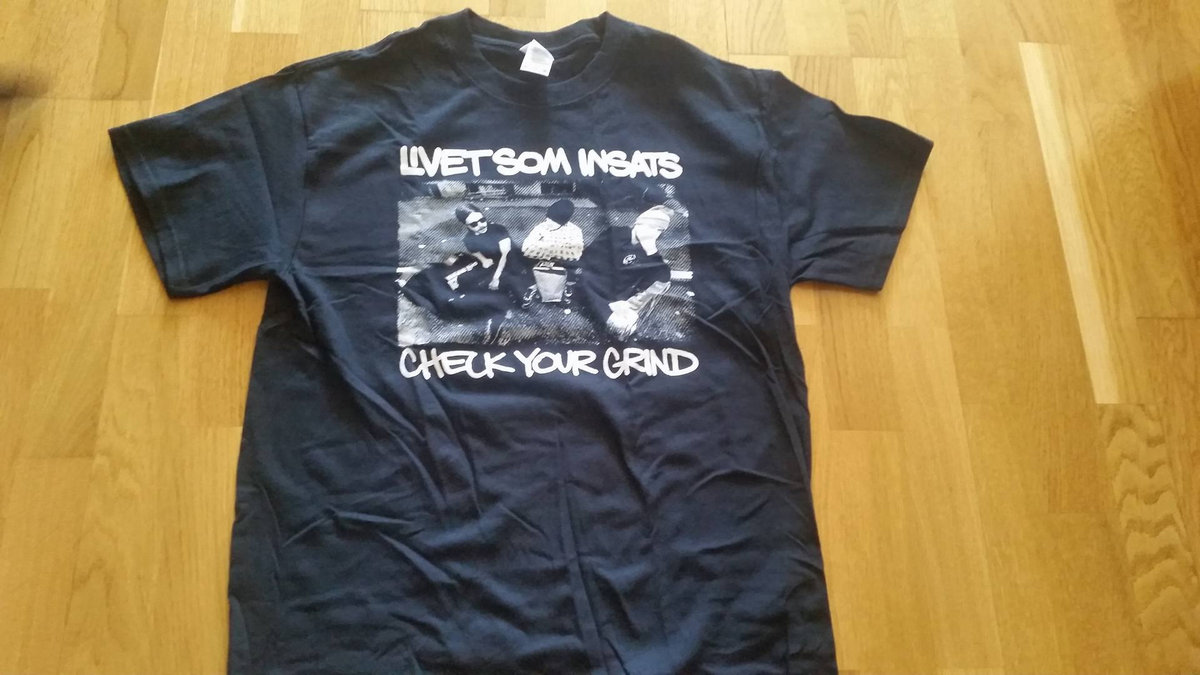 LIVET SOM INSATS
CHECK YOUR GRIND